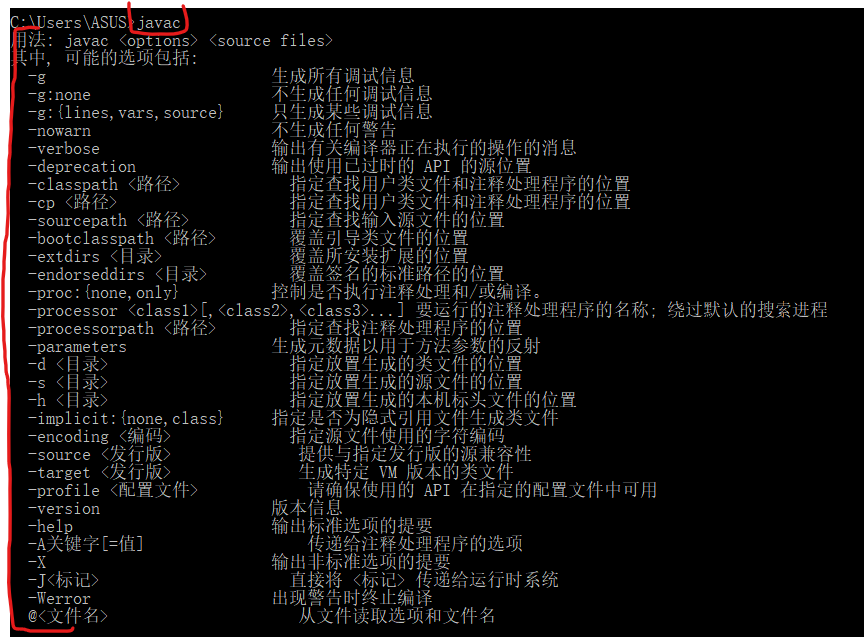 C:\Users\ASUS>javac
用法: javac <options> <source files>
其中, 可能的选项包括:
-g 生成所有调试信息
-g:none 不生成任何调试信息
-g:{lines,vars,source} 只生成某些调试信息
-nowarn 不生成任何警告
-verbose 输出有关编译器正在执行的操作的消息
-deprecation 输出使用已过时的 API 的源位置
-classpath <路径> 指定查找用户类文件和注释处理程序的位置
-cp <路径> 指定查找用户类文件和注释处理程序的位置
-sourcepath <路径> 指定查找输入源文件的位置
-bootclasspath <路径> 覆盖引导类文件的位置
-extdirs <目录> 覆盖所安装扩展的位置
-endorseddirs <目录> 覆盖签名的标准路径的位置
-proc:{none,only} 控制是否执行注释处理和/或编译。
-processor <class1>[,<class2>,<class3>...] 要运行的注释处理程序的名称; 绕过默认的搜索进程
-processorpath <路径> 指定查找注释处理程序的位置
-parameters 生成元数据以用于方法参数的反射
-d <目录> 指定放置生成的类文件的位置
-s <目录> 指定放置生成的源文件的位置
-h <目录> 指定放置生成的本机标头文件的位置
-implicit:{none,class} 指定是否为隐式引用文件生成类文件
-encoding <编码> 指定源文件使用的字符编码
-source <发行版> 提供与指定发行版的源兼容性
-target <发行版> 生成特定 VM 版本的类文件
-profile <配置文件> 请确保使用的 API 在指定的配置文件中可用
-version 版本信息
-help 输出标准选项的提要
-A关键字[=值] 传递给注释处理程序的选项
-X 输出非标准选项的提要
-J<标记> 直接将 <标记> 传递给运行时系统
-Werror 出现警告时终止编译
@<文件名> 从文件读取选项和文件名